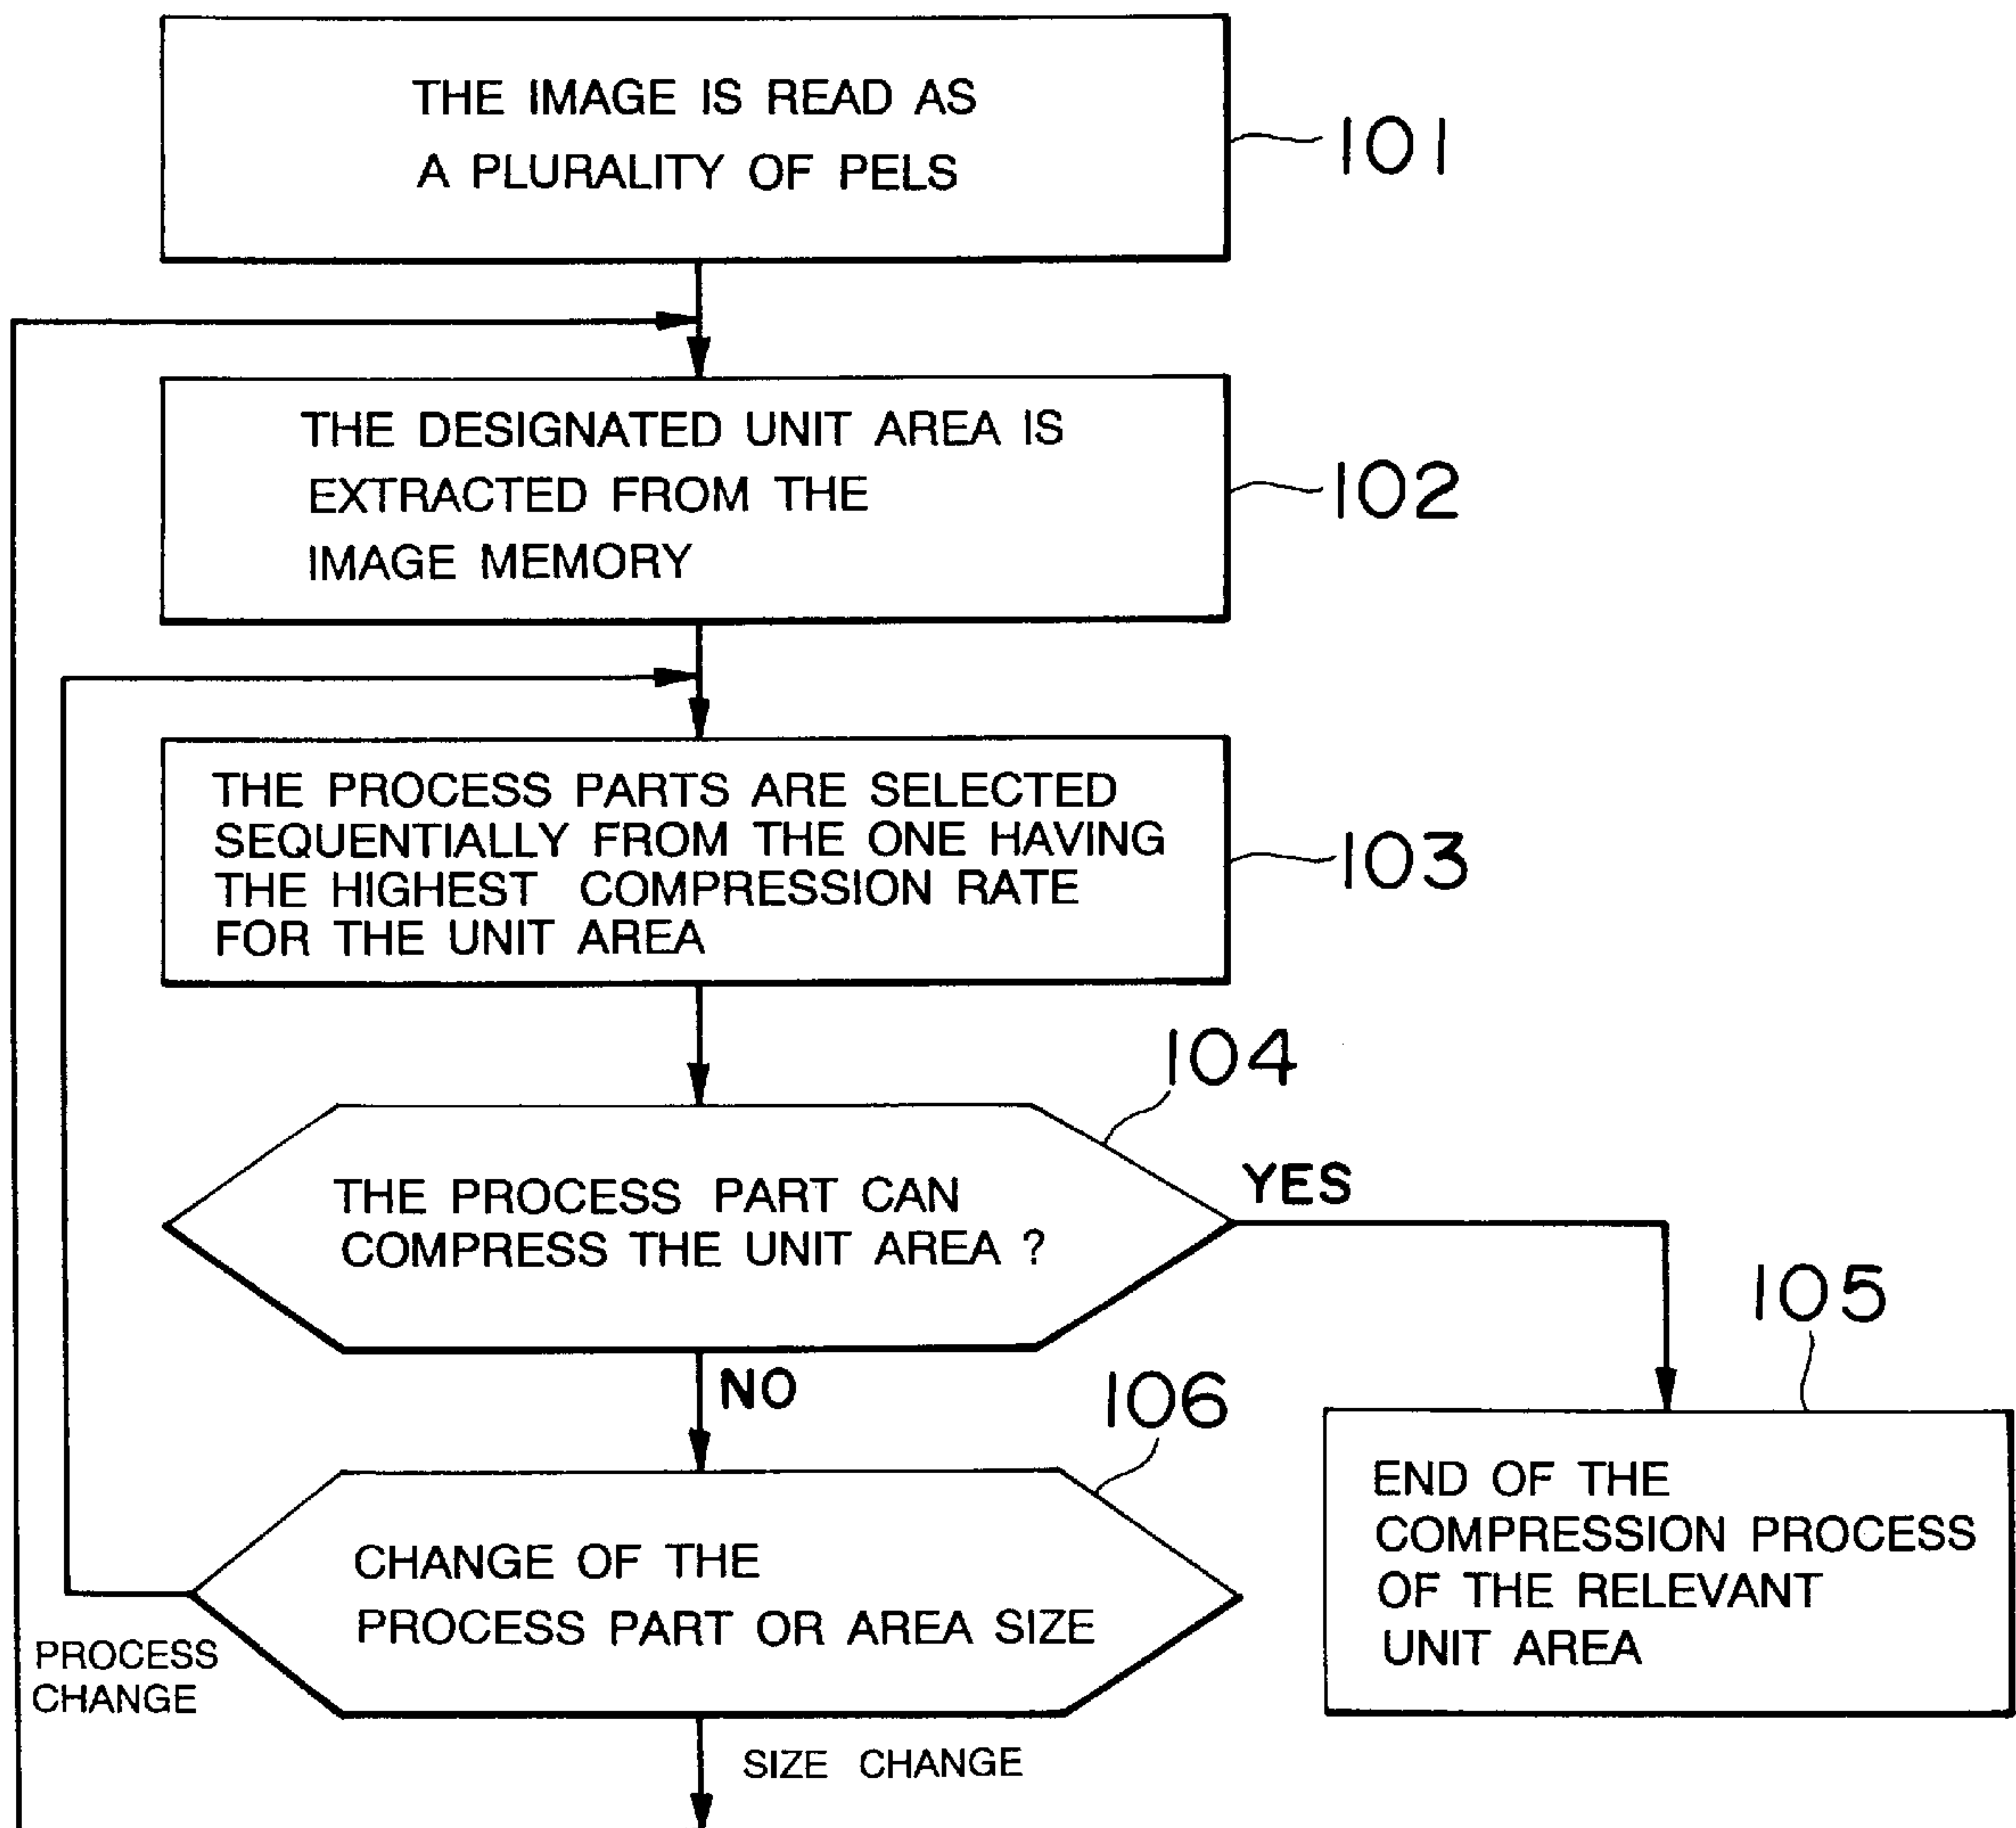 THE IMAGE IS READ AS
A PLURALITY OF PELS
101
THE DESIGNATED UNIT AREA IS
EXTRACTED FROM THE
IMAGE MEMORY
102
THE PROCESS PARTS ARE SELECTED
SEQUENTIALLY FROM THE ONE HAVING
THE HIGHEST COMPRESSION RATE
FOR THE UNIT AREA
103
104
THE PROCESS PART CAN
COMPRESS THE UNIT AREA ?
YES
NO
105
END OF THE
COMPRESSION PROCESS
OF THE RELEVANT
UNIT AREA
106
CHANGE OF THE
PROCESS PART OR AREA SIZE
PROCESS
CHANGE
SIZE CHANGE